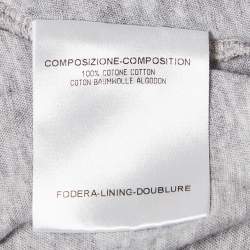 COMPOSIZIONE-COMPOSITION
100% COTONE COTTON
COTON BAUMWOLLE ALGODON
FODERA-LINING-DOUBLURE